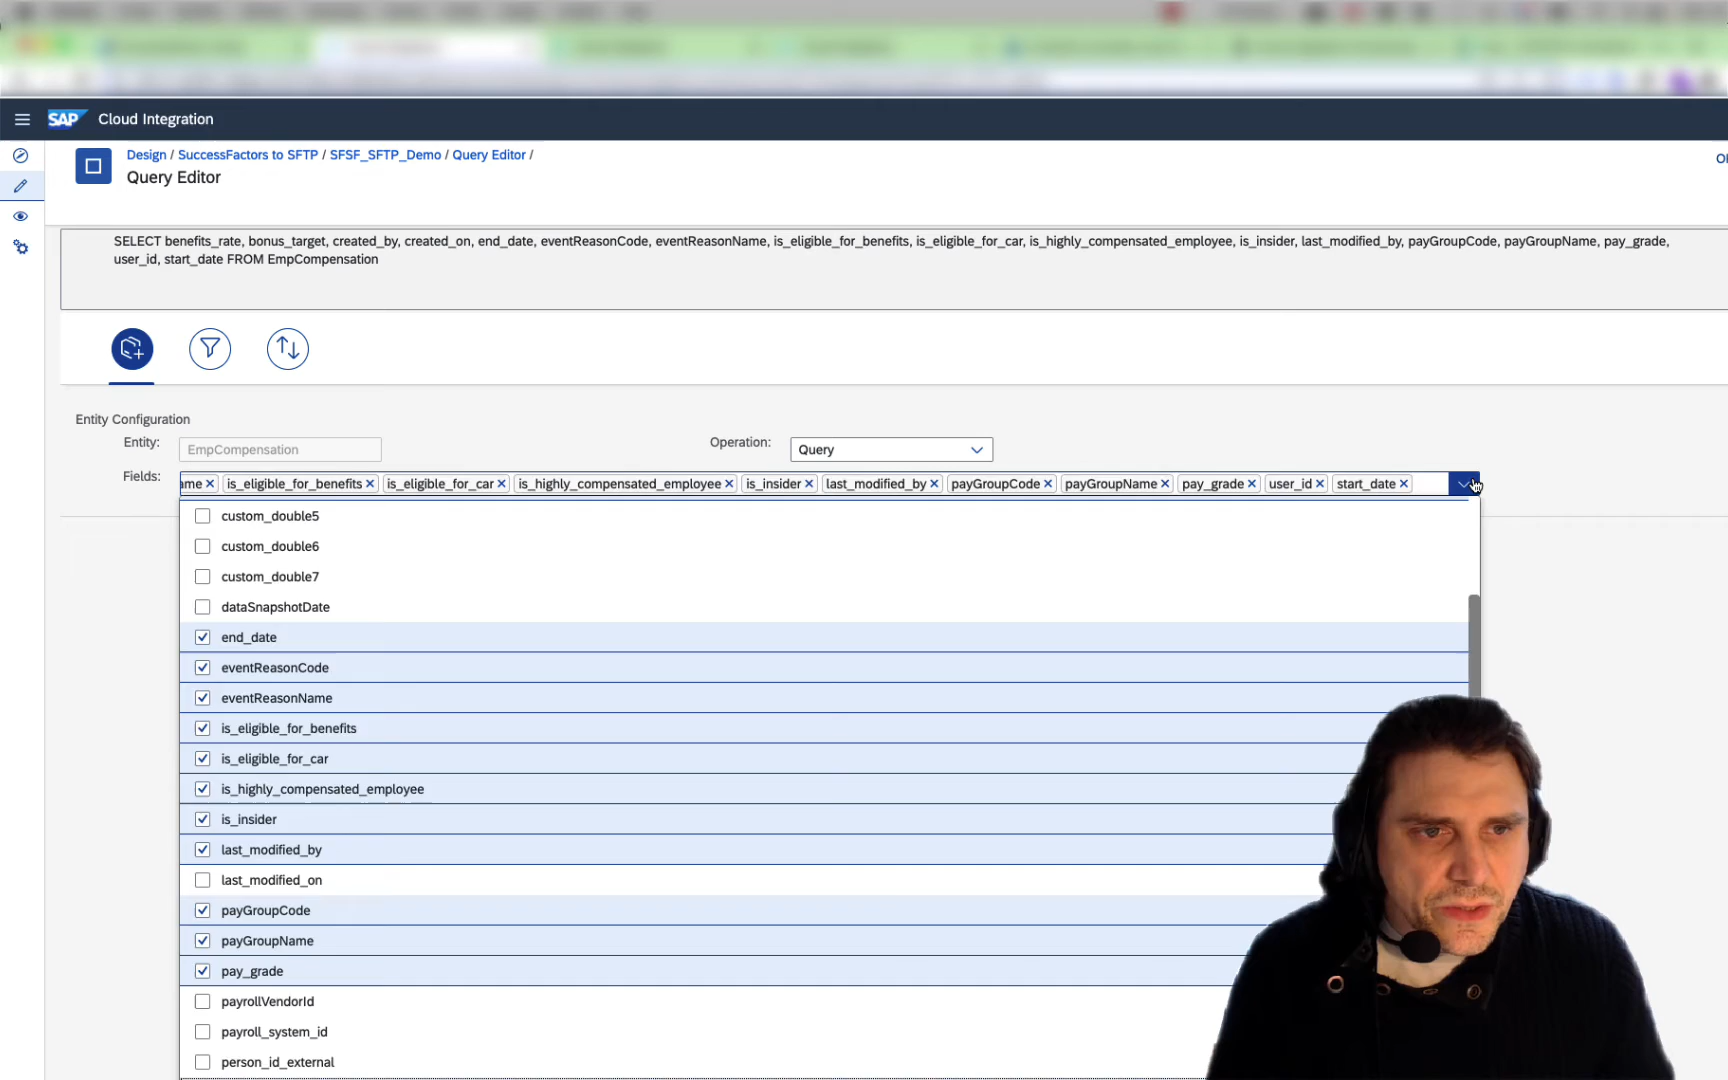 SAP Cloud Integration
Design / SuccessFactors to SFTP / SFSF_SFTP_Demo / Query Editor /
Query Editor
SELECT benefits_rate, bonus_target, created_by, created_on, end_date, eventReasonCode, eventReasonName, is_eligible_for_benefits, is_eligible_for_car, is_highly_compensated_employee, is_insider, last_modified_by, payGroupCode, payGroupName, pay_grade,
user_id, start_date FROM EmpCompensation
Entity Configuration
Entity: EmpCompensation Operation: Query
Fields: ame is_eligible_for_benefits is_eligible_for_car is_highly_compensated_employee is_insider last_modified_by payGroupCode payGroupName pay_grade user_id start_date
custom_double5
custom_double6
custom_double7
dataSnapshotDate
end_date
eventReasonCode
eventReasonName
is_eligible_for_benefits
is_eligible_for_car
is_highly_compensated_employee
is_insider
last_modified_by
last_modified_on
payGroupCode
payGroupName
pay_grade
payrollVendorId
payroll_system_id
person_id_external